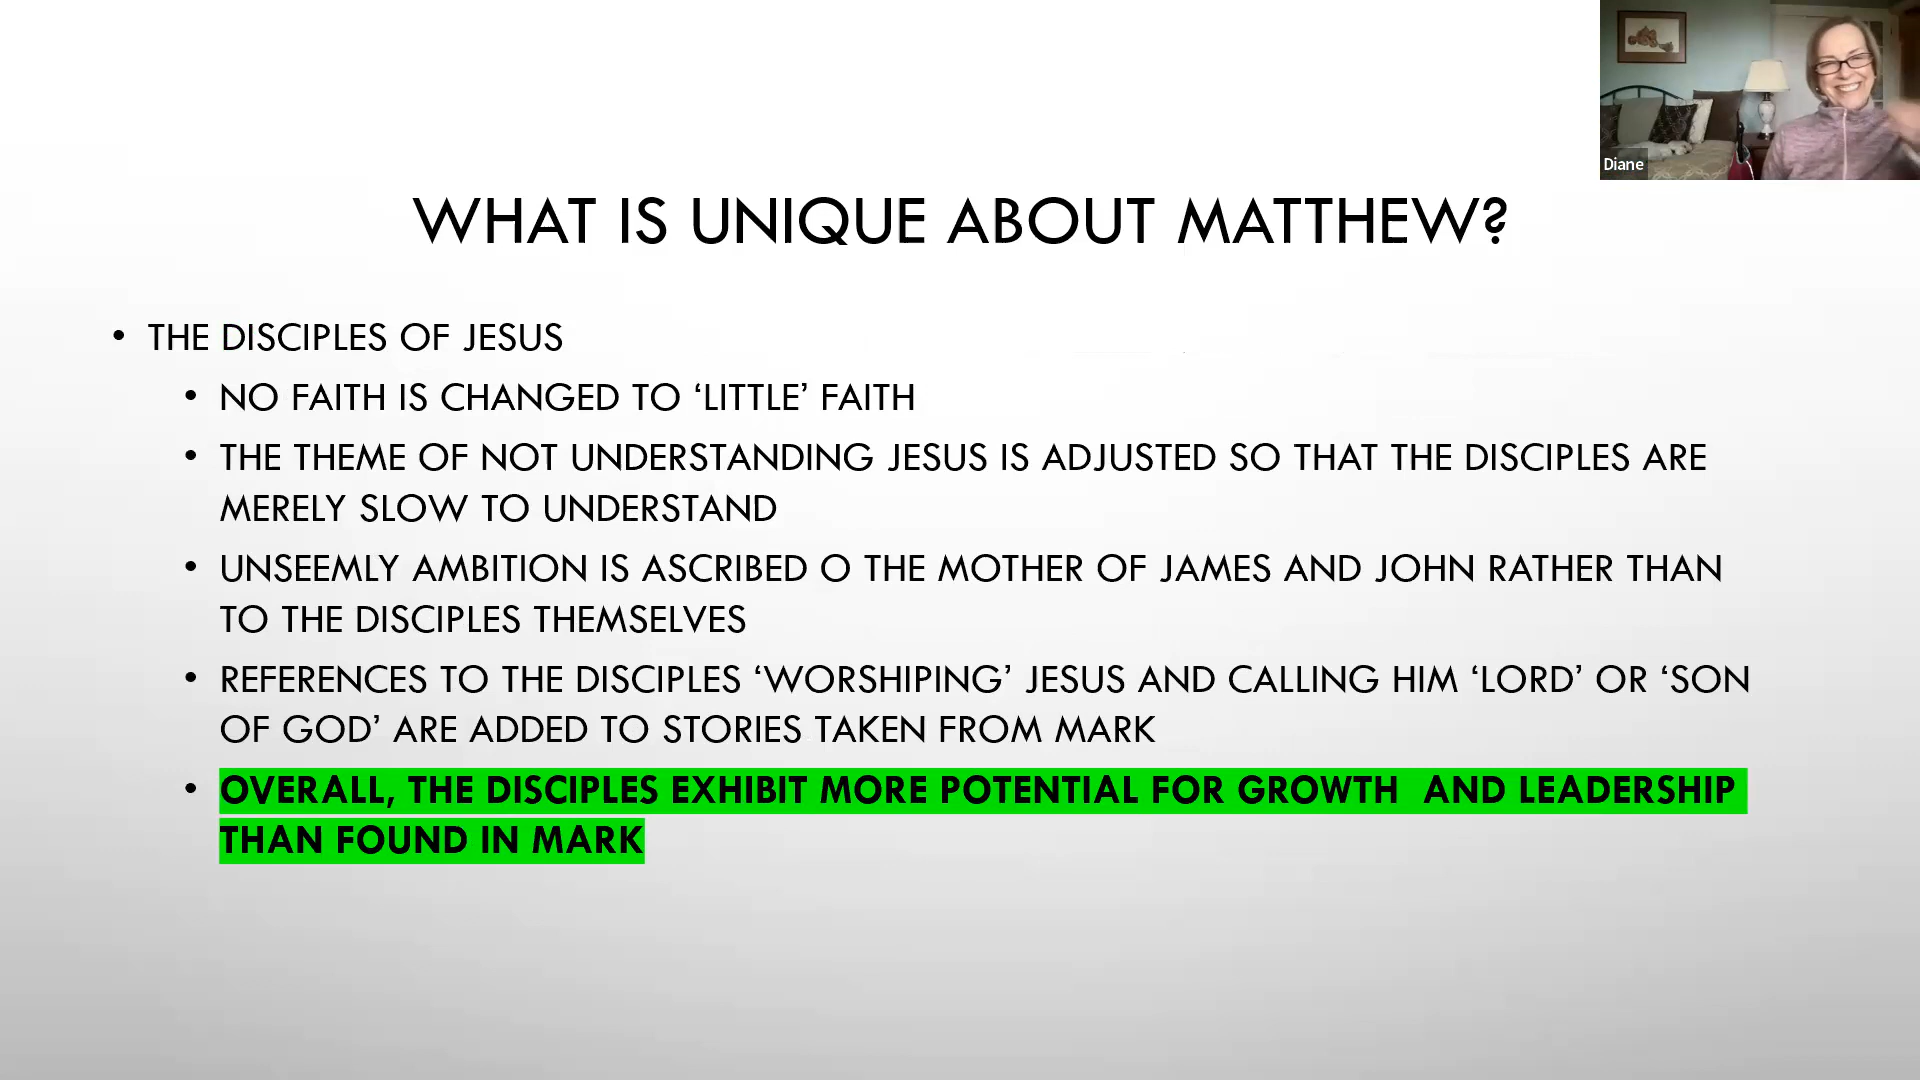 Diane
WHAT IS UNIQUE ABOUT MATTHEW?
• THE DISCIPLES OF JESUS
• NO FAITH IS CHANGED TO ‘LITTLE’ FAITH
• THE THEME OF NOT UNDERSTANDING JESUS IS ADJUSTED SO THAT THE DISCIPLES ARE
MERELY SLOW TO UNDERSTAND
• UNSEEMLY AMBITION IS ASCRIBED O THE MOTHER OF JAMES AND JOHN RATHER THAN
TO THE DISCIPLES THEMSELVES
• REFERENCES TO THE DISCIPLES ‘WORSHIPING’ JESUS AND CALLING HIM ‘LORD’ OR ‘SON
OF GOD’ ARE ADDED TO STORIES TAKEN FROM MARK
• OVERALL, THE DISCIPLES EXHIBIT MORE POTENTIAL FOR GROWTH AND LEADERSHIP
THAN FOUND IN MARK